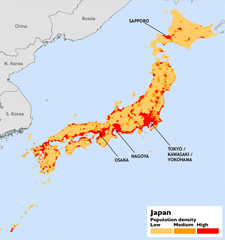 Russia
SAPPORO
China
N. Korea
S. Korea
TOKYO /
KAWASAKI /
YOKOHAMA
NAGOYA
OSAKA
Japan
Population density
Low Medium High